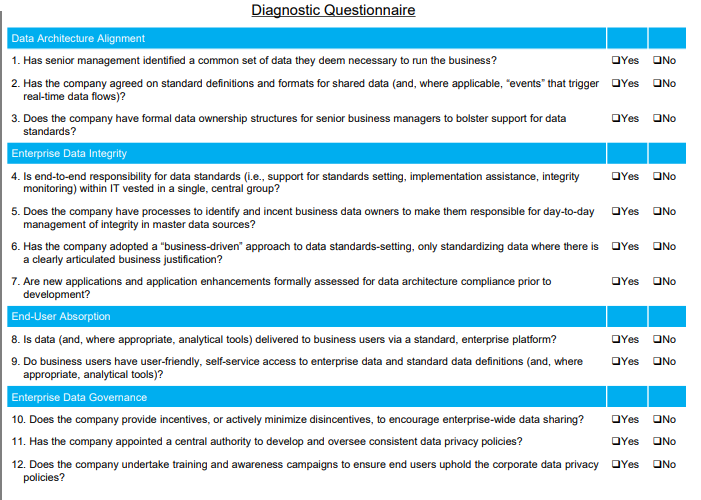 Diagnostic Questionnaire
Data Architecture Alignment
1. Has senior management identified a common set of data they deem necessary to run the business? ❑Yes ❑No
2. Has the company agreed on standard definitions and formats for shared data (and, where applicable, “events” that trigger ❑Yes ❑No
real-time data flows)?
3. Does the company have formal data ownership structures for senior business managers to bolster support for data ❑Yes ❑No
standards?
Enterprise Data Integrity
4. Is end-to-end responsibility for data standards (i.e., support for standards setting, implementation assistance, integrity ❑Yes ❑No
monitoring) within IT vested in a single, central group?
5. Does the company have processes to identify and incent business data owners to make them responsible for day-to-day ❑Yes ❑No
management of integrity in master data sources?
6. Has the company adopted a “business-driven” approach to data standards-setting, only standardizing data where there is ❑Yes ❑No
a clearly articulated business justification?
7. Are new applications and application enhancements formally assessed for data architecture compliance prior to ❑Yes ❑No
development?
End-User Absorption
8. Is data (and, where appropriate, analytical tools) delivered to business users via a standard, enterprise platform? ❑Yes ❑No
9. Do business users have user-friendly, self-service access to enterprise data and standard data definitions (and, where ❑Yes ❑No
appropriate, analytical tools)?
Enterprise Data Governance
10. Does the company provide incentives, or actively minimize disincentives, to encourage enterprise-wide data sharing? ❑Yes ❑No
11. Has the company appointed a central authority to develop and oversee consistent data privacy policies? ❑Yes ❑No
12. Does the company undertake training and awareness campaigns to ensure end users uphold the corporate data privacy ❑Yes ❑No
policies?